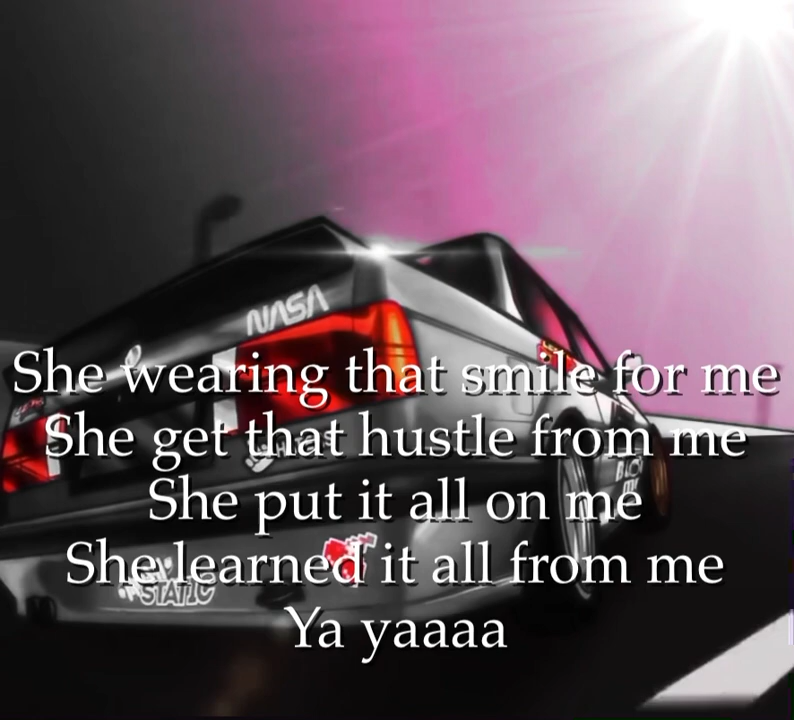 NASA
She wearing that smile for me
She get that hustle from me
She put it all on me
She learned it all from me
STATIC
Ya yaaaa